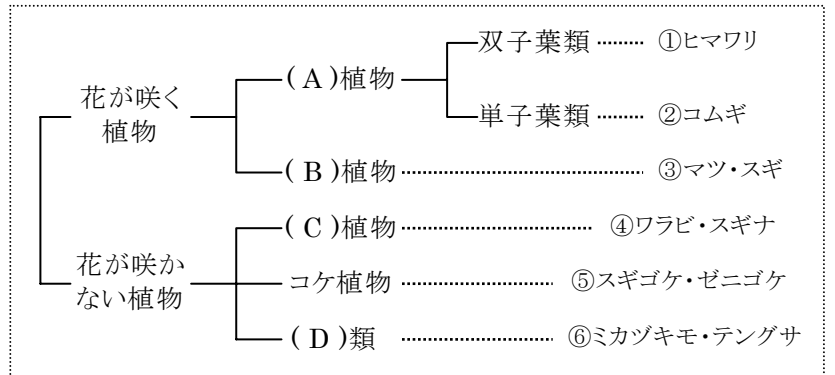 双子葉類 ……… ①ヒマワリ
(A)植物
花が咲く
植物
単子葉類 ……… ②コムギ
(B)植物 ……… ③マツ・スギ
(C)植物 ……… ④ワラビ・スギナ
花が咲か
ない植物
コケ植物 ……… ⑤スギゴケ・ゼニゴケ
(D)類 ……… ⑥ミカヅキモ・テングサ